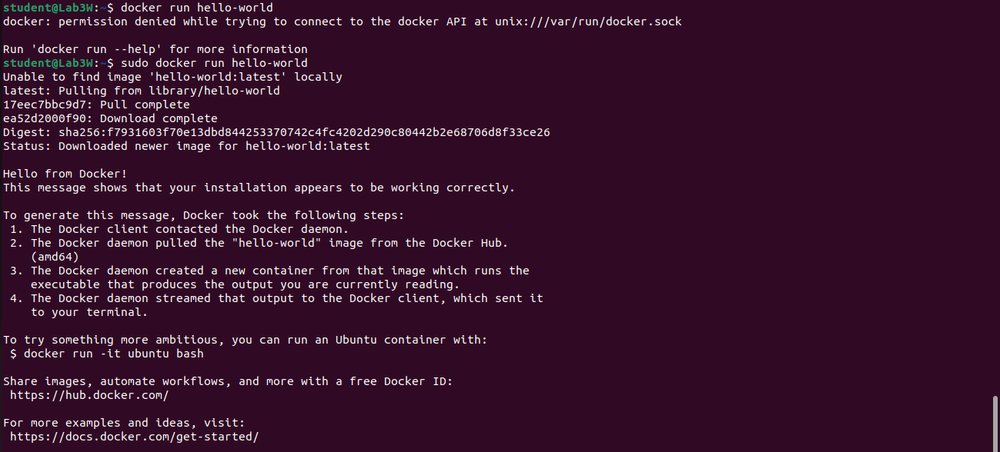 student@Lab3W:~$ docker run hello-world
docker: permission denied while trying to connect to the docker API at unix:///var/run/docker.sock
Run 'docker run --help' for more information
student@Lab3W:~$ sudo docker run hello-world
Unable to find image 'hello-world:latest' locally
latest: Pulling from library/hello-world
17eec7bbc9d7: Pull complete
ea52d2000f90: Download complete
Digest: sha256:f7931603f70e13dbd844253370742c4fc4202d290c80442b2e68706d8f33ce26
Status: Downloaded newer image for hello-world:latest
Hello from Docker!
This message shows that your installation appears to be working correctly.
To generate this message, Docker took the following steps:
1. The Docker client contacted the Docker daemon.
2. The Docker daemon pulled the "hello-world" image from the Docker Hub.
(amd64)
3. The Docker daemon created a new container from that image which runs the
executable that produces the output you are currently reading.
4. The Docker daemon streamed that output to the Docker client, which sent it
to your terminal.
To try something more ambitious, you can run an Ubuntu container with:
$ docker run -it ubuntu bash
Share images, automate workflows, and more with a free Docker ID:
https://hub.docker.com/
For more examples and ideas, visit:
https://docs.docker.com/get-started/